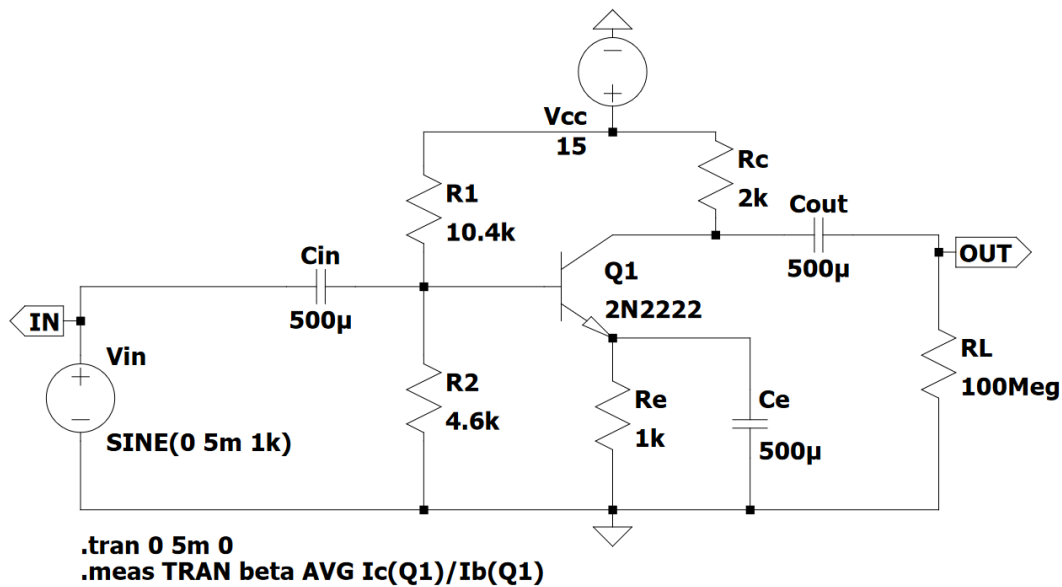 Vcc
15
Rc
2k
R1
10.4k
Cout
500µ
OUT
Cin
500µ
Q1
2N2222
IN
Vin
SINE(0 5m 1k)
R2
4.6k
Re
1k
Ce
500µ
RL
100Meg
.tran 0 5m 0
.meas TRAN beta AVG Ic(Q1)/Ib(Q1)